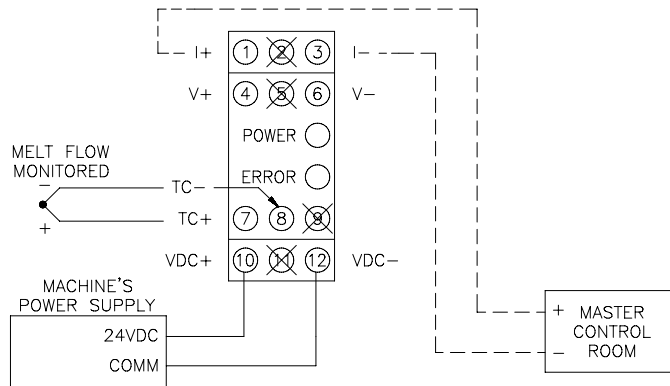 I+ 1 2 3 I-
V+ 4 5 6 V-
POWER
MELT FLOW
MONITORED
ERROR
- TC-
+ TC+ 7 8 9
VDC+ 10 11 12 VDC-
MACHINE'S
POWER SUPPLY
24VDC
COMM
+ MASTER
CONTROL
- ROOM